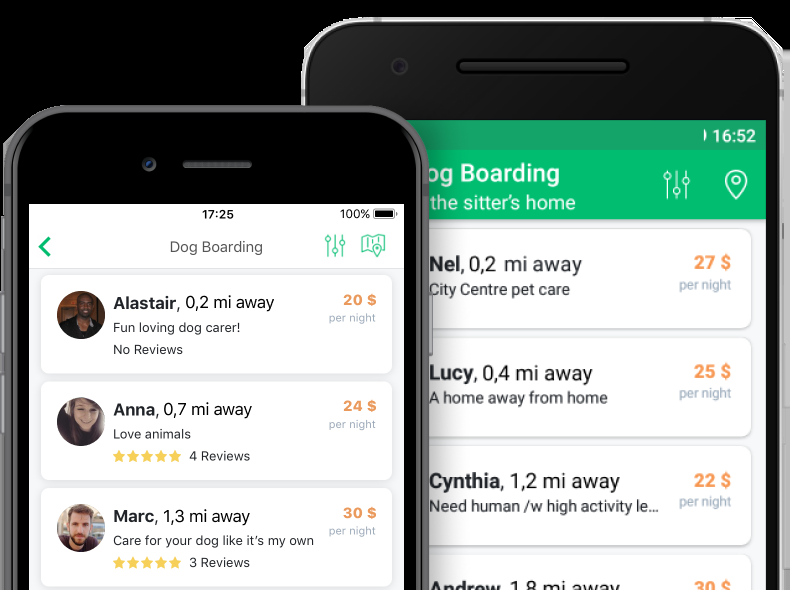 17:25
100%
Dog Boarding
Alastair, 0,2 mi away
20 $
per night
Fun loving dog carer!
No Reviews
Anna, 0,7 mi away
24 $
per night
Love animals
4 Reviews
Marc, 1,3 mi away
30 $
per night
Care for your dog like it’s my own
3 Reviews
16:52
og Boarding
the sitter’s home
Nel, 0,2 mi away
27 $
City Centre pet care
per night
Lucy, 0,4 mi away
25 $
A home away from home
per night
Cynthia, 1,2 mi away
22 $
Need human /w high activity le...
per night
Andrew, 1,8 mi away
30 $